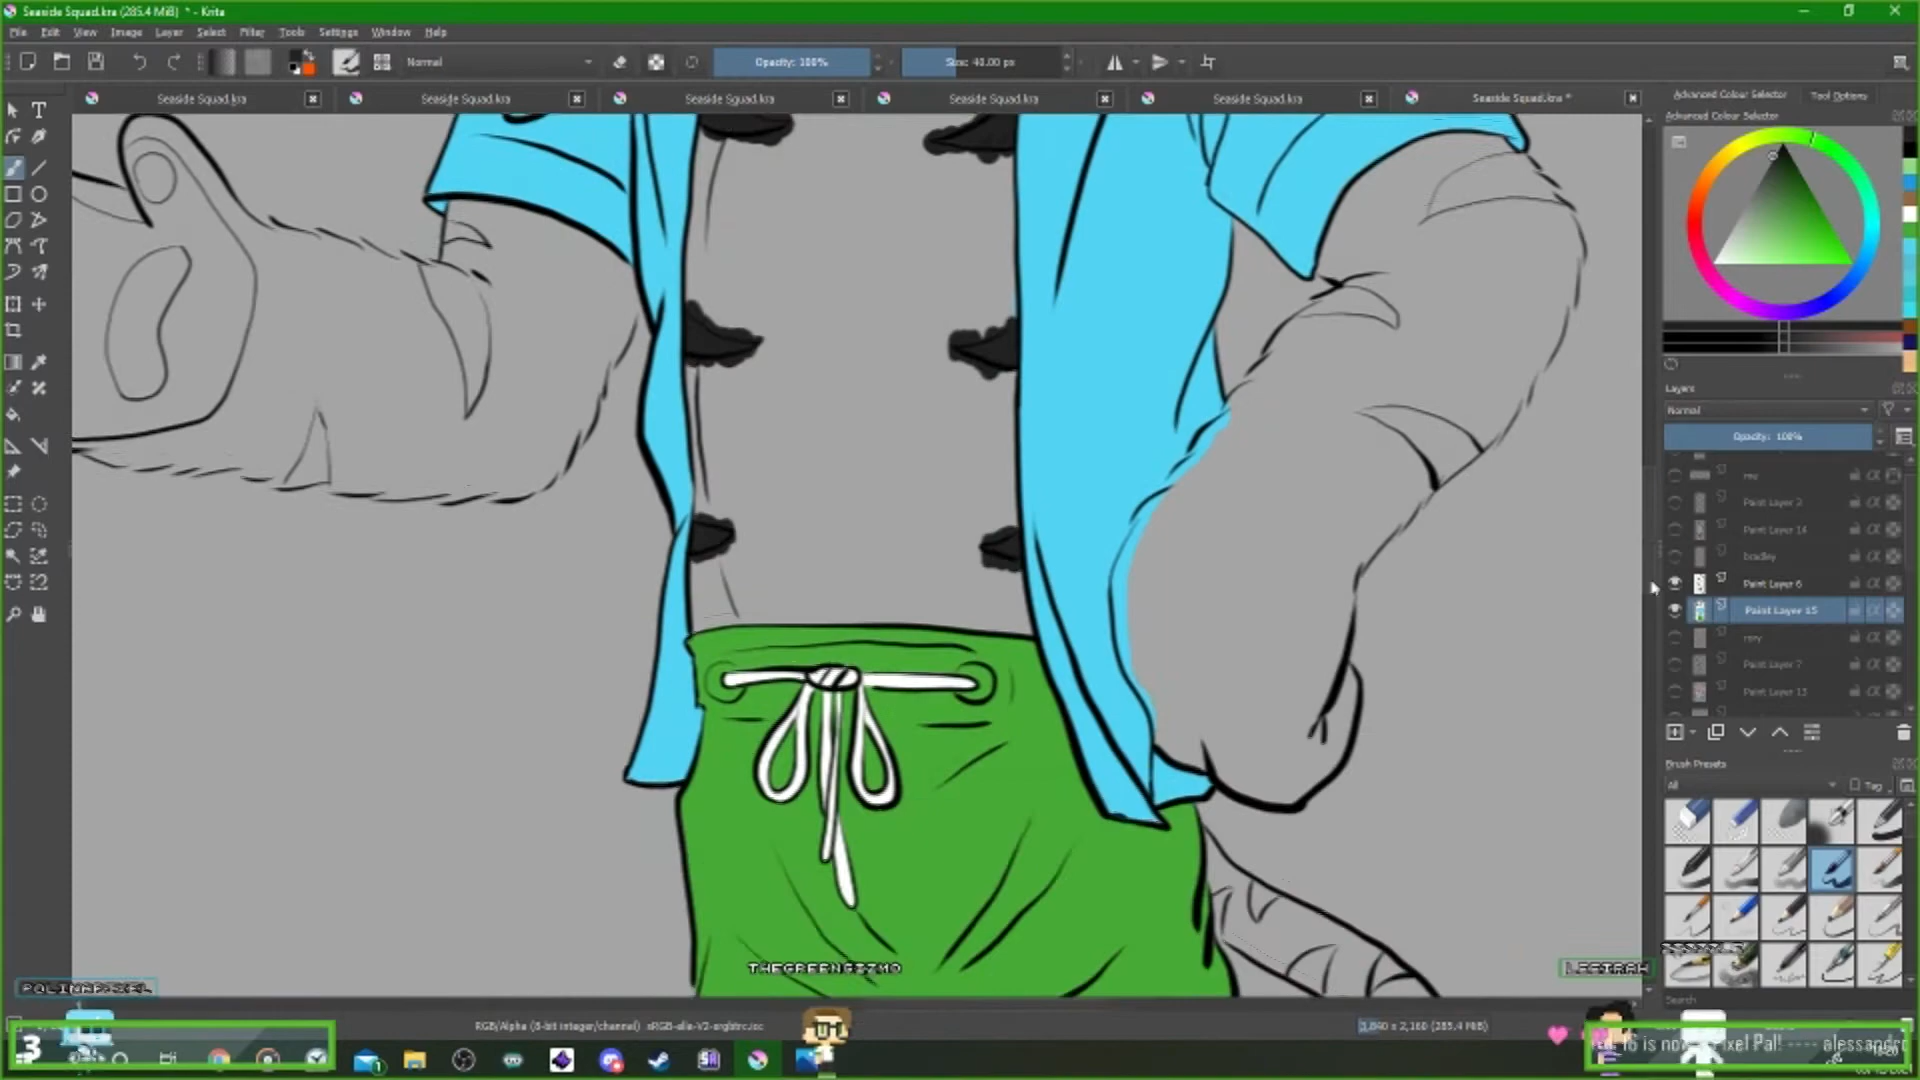 Seaside Squad.kra (285.4 MiB) * - Krita
File Edit View Image Layer Select Filter Tools Settings Window Help
Normal
Opacity: 100%
Size: 40.00 px
Seaside Squad.kra
Seaside Squad.kra
Seaside Squad.kra
Seaside Squad.kra
Seaside Squad.kra
Seaside Squad.kra *
Advanced Colour Selector
Tool Options
Advanced Colour Selector
Layers
Normal
Opacity: 100%
Paint Layer 2
Paint Layer 14
bradley
Paint Layer 6
Paint Layer 15
rory
Paint Layer 7
Paint Layer 13
Brush Presets
All
Tag
Search
THEGREENGIZMO
RGB/Alpha (8-bit integer/channel) sRGB-elle-V2-srgbtrc.icc
3,840 x 2,160 (285.4 MiB)
3